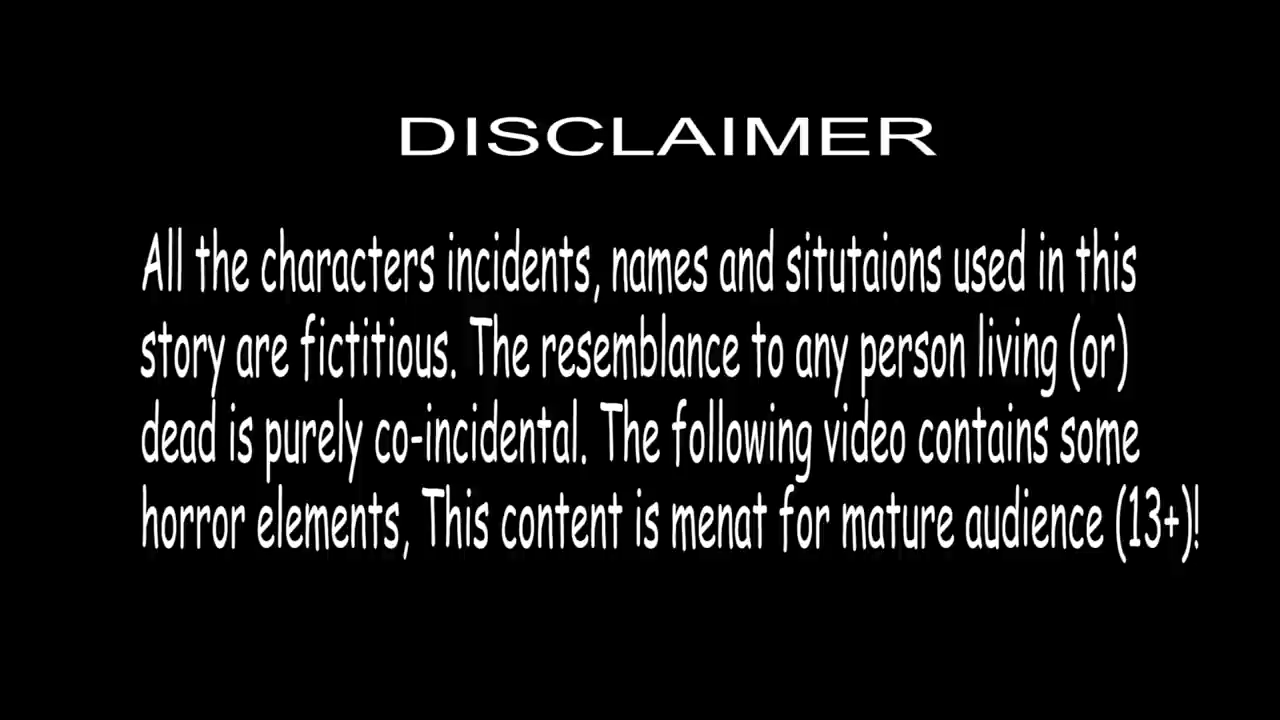 DISCLAIMER
All the characters incidents, names and situtaions used in this
story are fictitious. The resemblance to any person living (or)
dead is purely co-incidental. The following video contains some
horror elements, This content is menat for mature audience (13+)!